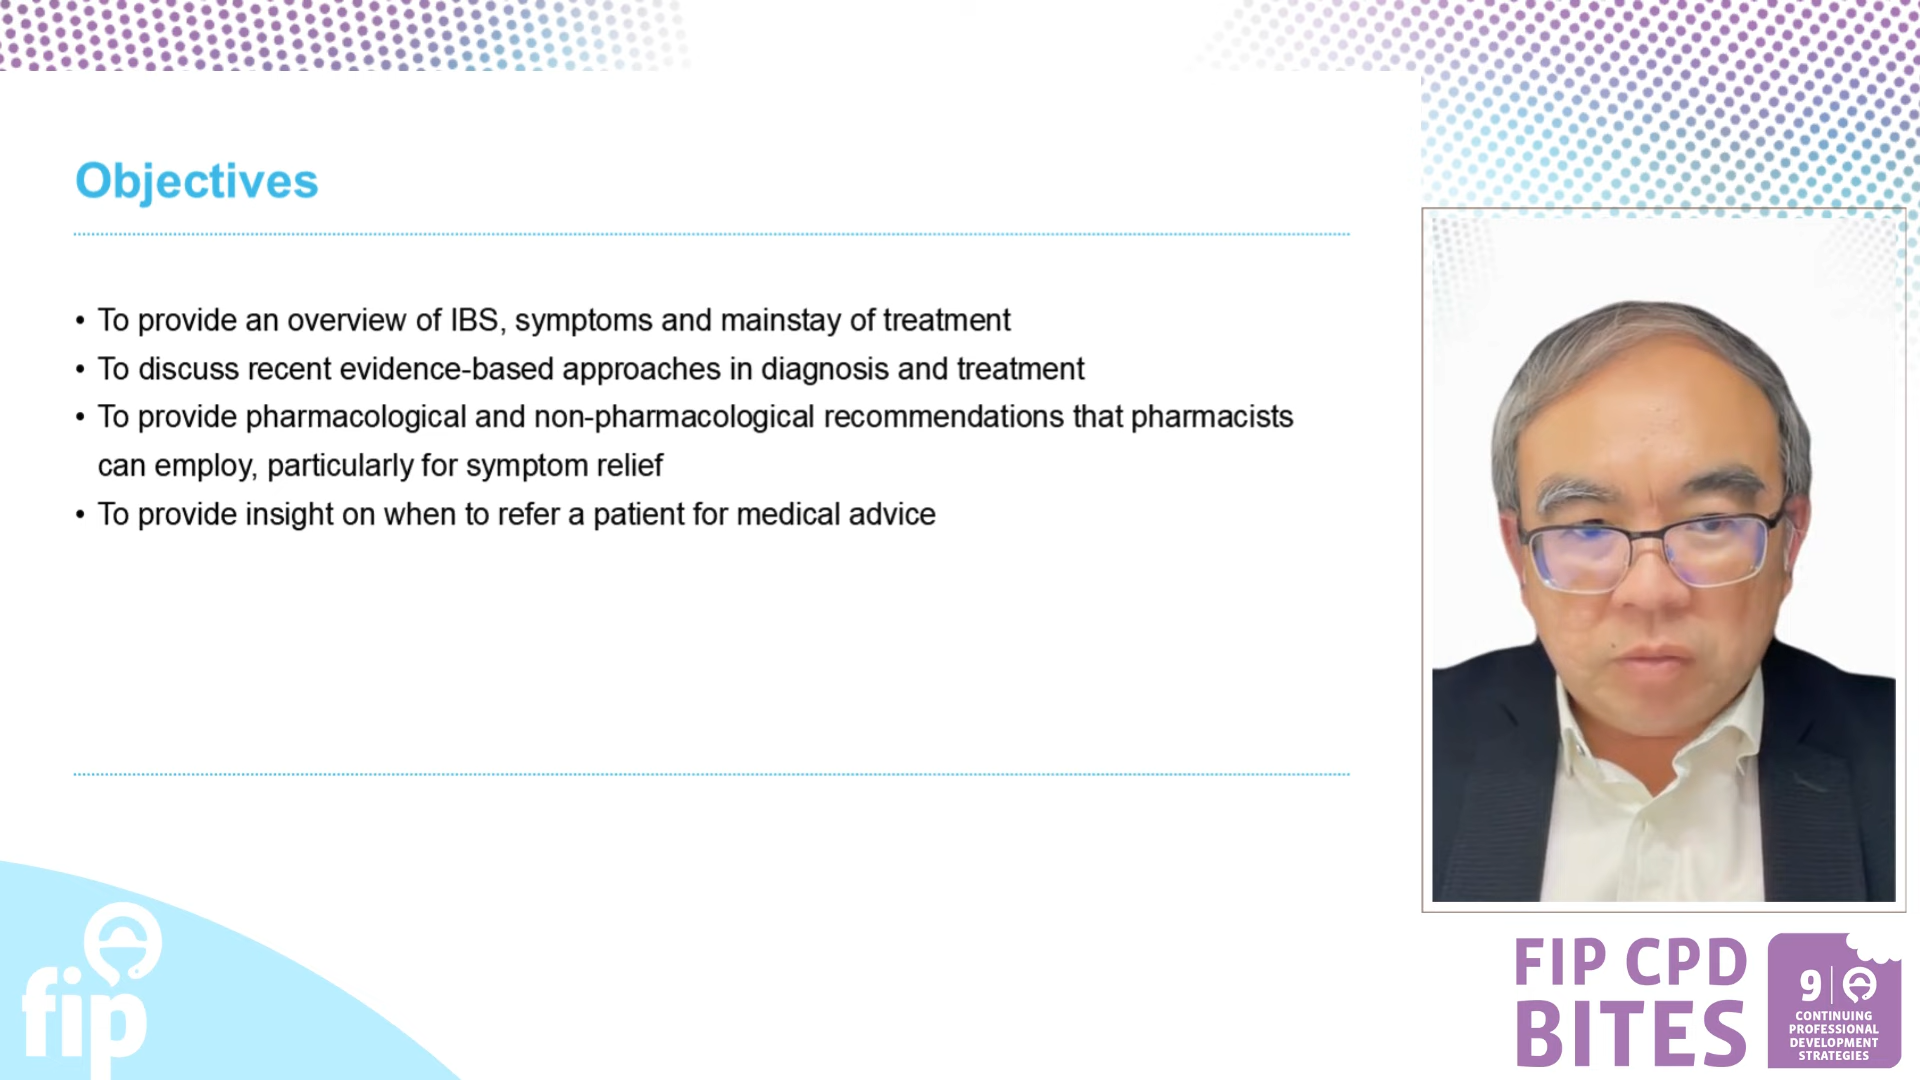 Objectives
• To provide an overview of IBS, symptoms and mainstay of treatment
• To discuss recent evidence-based approaches in diagnosis and treatment
• To provide pharmacological and non-pharmacological recommendations that pharmacists
can employ, particularly for symptom relief
• To provide insight on when to refer a patient for medical advice
fip
FIP CPD
BITES
9
CONTINUING
PROFESSIONAL
DEVELOPMENT
STRATEGIES